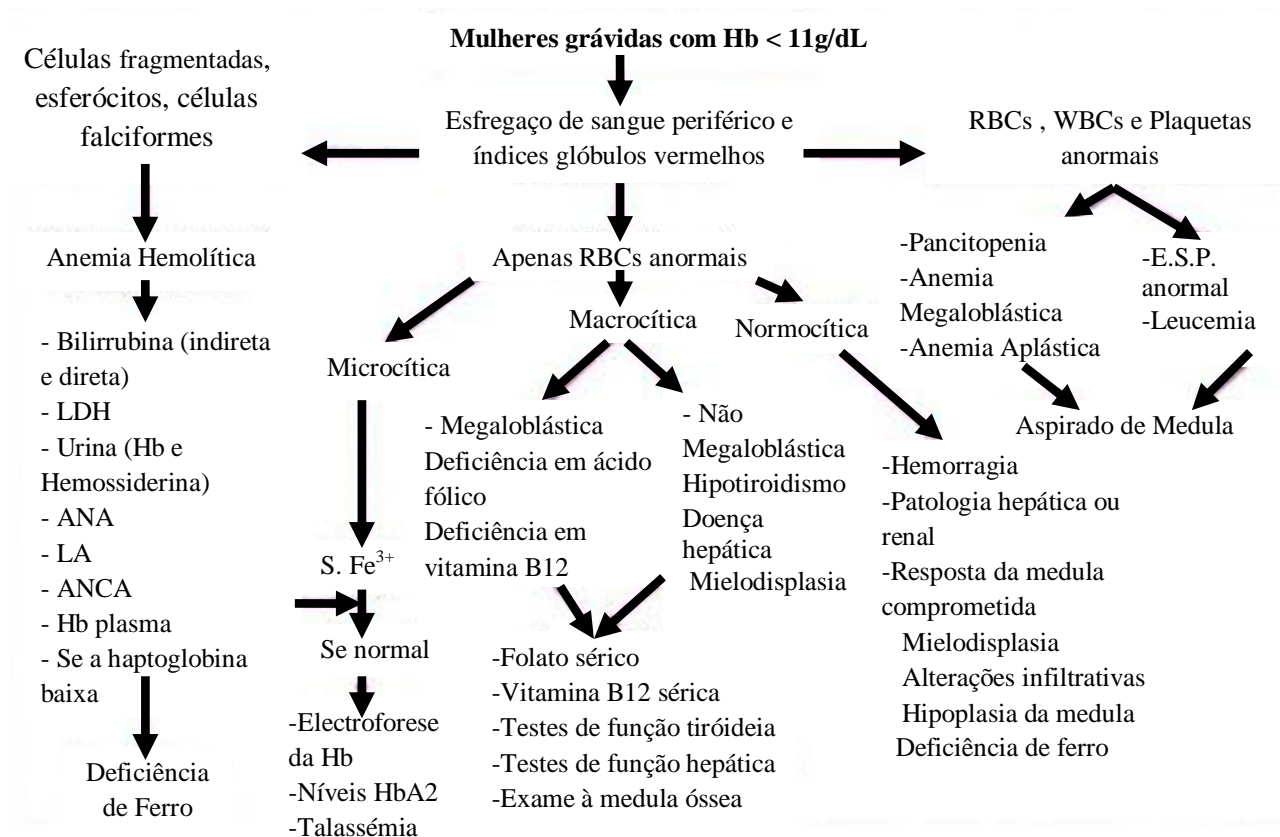 Mulheres grávidas com Hb < 11g/dL
Células fragmentadas,
esferócitos, células
falciformes
Esfregaço de sangue periférico e
índices glóbulos vermelhos
RBCs , WBCs e Plaquetas
anormais
Anemia Hemolítica
- Bilirrubina (indireta
e direta)
- LDH
- Urina (Hb e
Hemossiderina)
- ANA
- LA
- ANCA
- Hb plasma
- Se a haptoglobina
baixa
Deficiência
de Ferro
Apenas RBCs anormais
Microcítica
S. Fe3+
Se normal
-Electroforese
da Hb
-Níveis HbA2
-Talassémia
Macrocítica
- Megaloblástica
Deficiência em ácido
fólico
Deficiência em
vitamina B12
- Não
Megaloblástica
Hipotiroidismo
Doença
hepática
Mielodisplasia
-Folato sérico
-Vitamina B12 sérica
-Testes de função tiróideia
-Testes de função hepática
-Exame à medula óssea
Normocítica
-Hemorragia
-Patologia hepática ou
renal
-Resposta da medula
comprometida
Mielodisplasia
Alterações infiltrativas
Hipoplasia da medula
Deficiência de ferro
-Pancitopenia
-Anemia
Megaloblástica
-Anemia Aplástica
-E.S.P.
anormal
-Leucemia
Aspirado de Medula